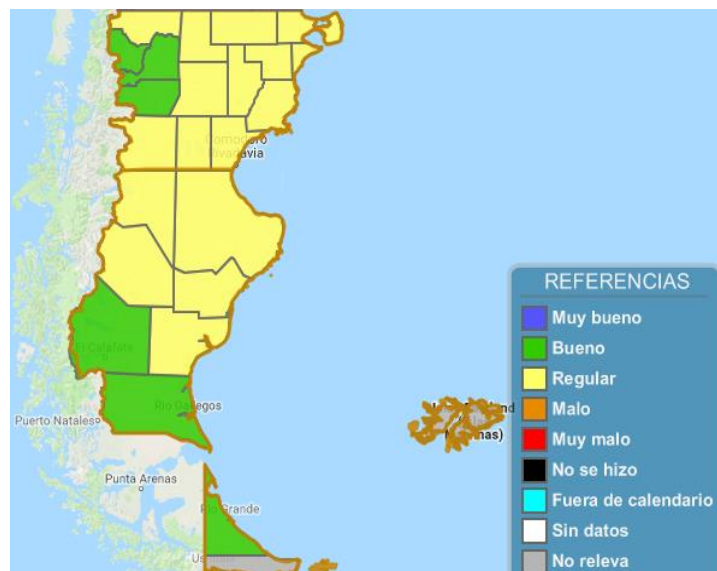 Comodoro
Rivadavia
El Calafate
Río Gallegos
Puerto Natales
Punta Arenas
Río Grande
REFERENCIAS
Muy bueno
Bueno
Regular
Malo
Muy malo
No se hizo
Fuera de calendario
Sin datos
No releva